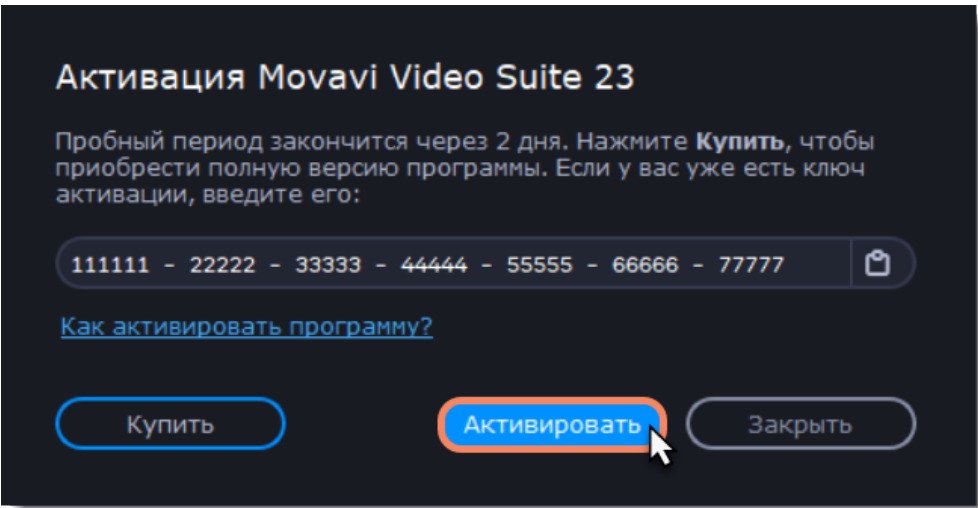 Активация Movavi Video Suite 23
Пробный период закончится через 2 дня. Нажмите Купить, чтобы
приобрести полную версию программы. Если у вас уже есть ключ
активации, введите его:
111111 - 22222 - 33333 - 44444 - 55555 - 66666 - 77777
Как активировать программу?
Купить Активировать Закрыть